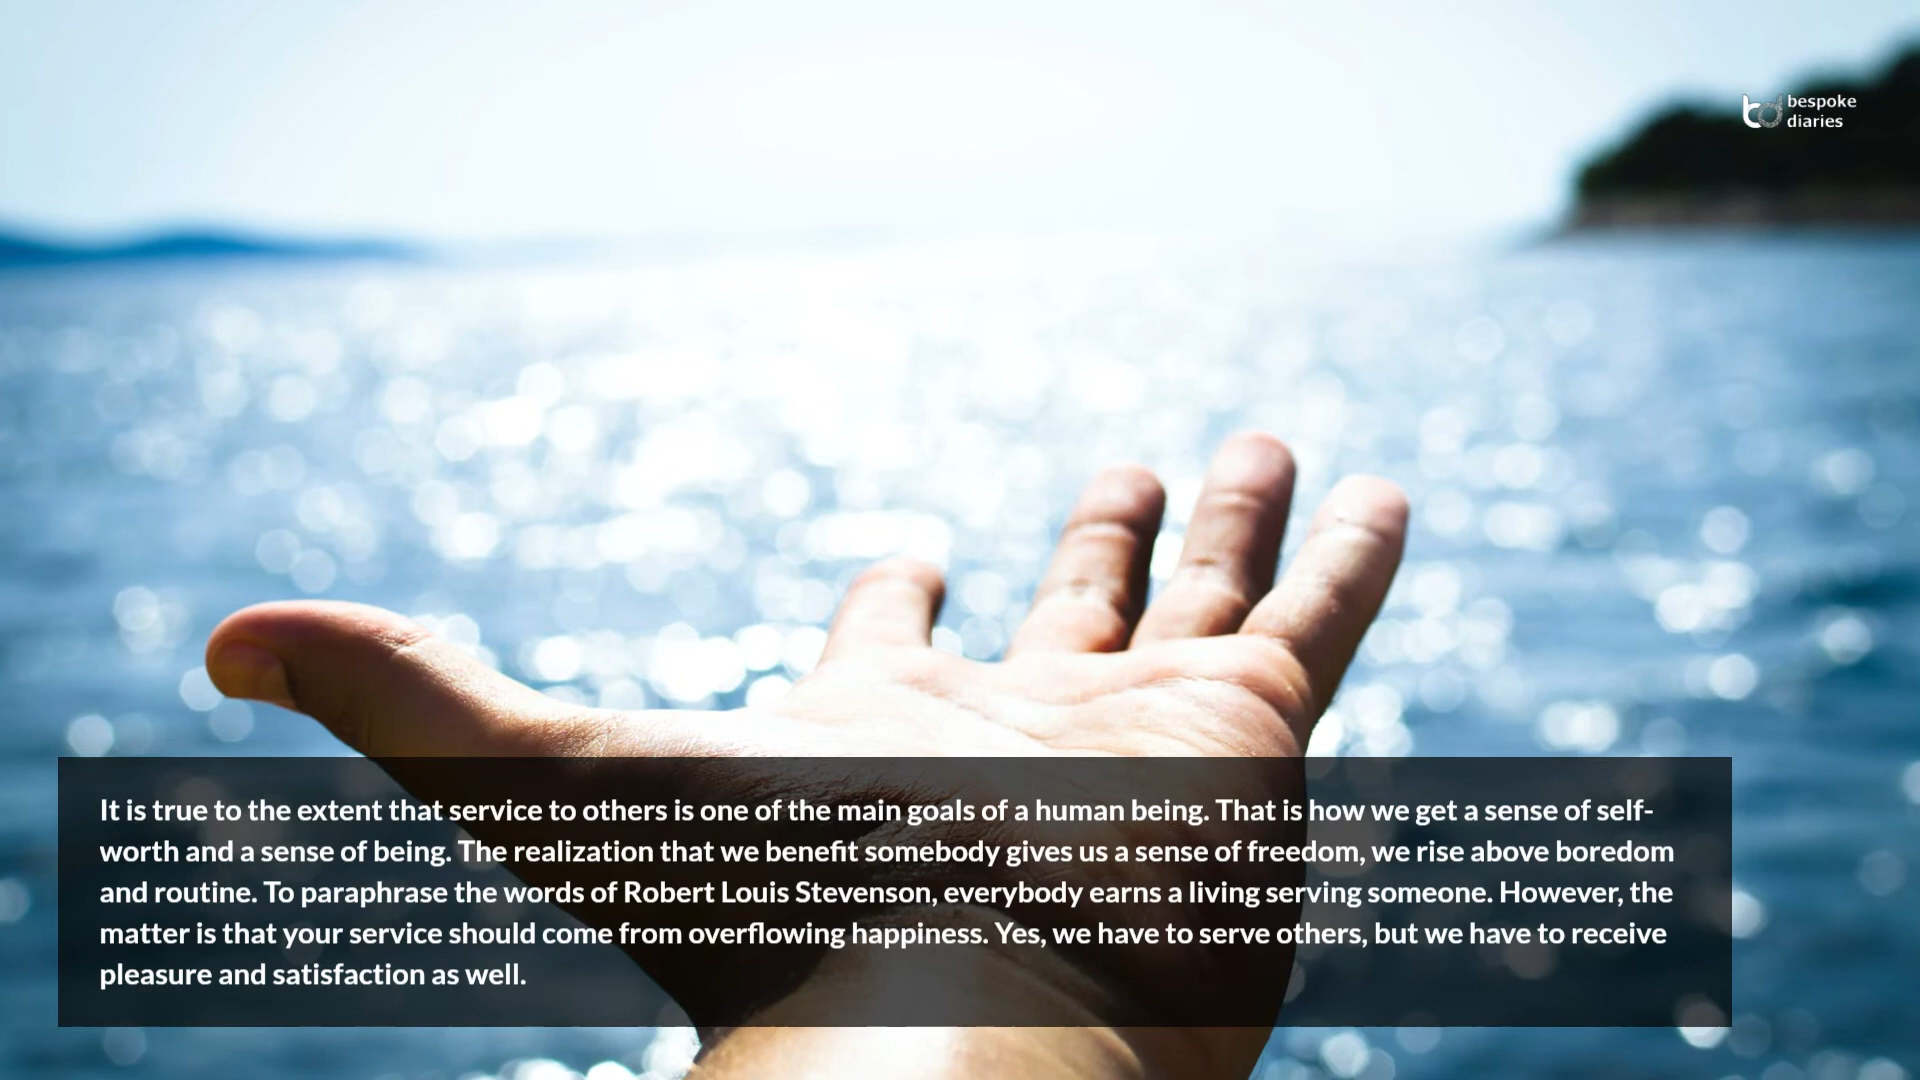 bespoke
diaries
It is true to the extent that service to others is one of the main goals of a human being. That is how we get a sense of self-
worth and a sense of being. The realization that we benefit somebody gives us a sense of freedom, we rise above boredom
and routine. To paraphrase the words of Robert Louis Stevenson, everybody earns a living serving someone. However, the
matter is that your service should come from overflowing happiness. Yes, we have to serve others, but we have to receive
pleasure and satisfaction as well.